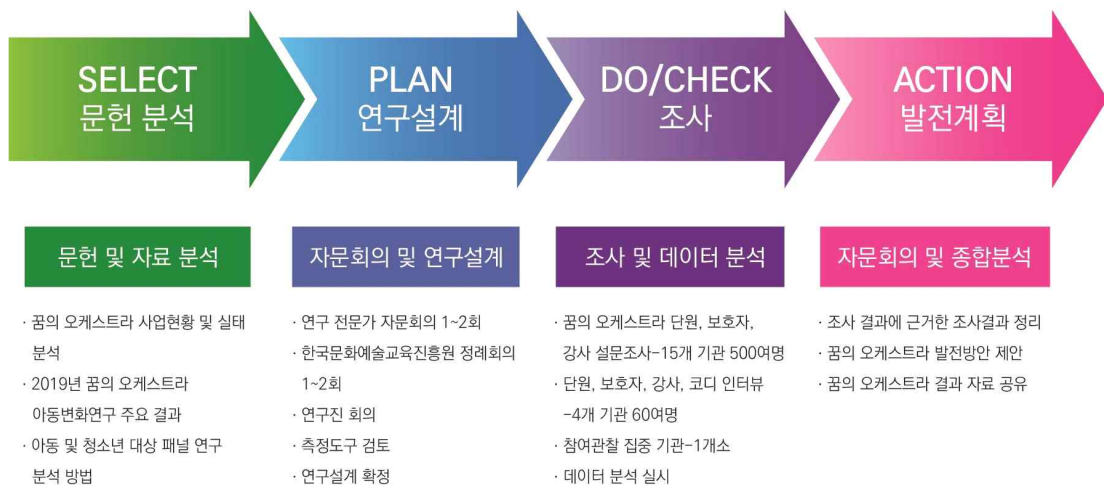 SELECT
문헌 분석
PLAN
연구설계
DO/CHECK
조사
ACTION
발전계획
문헌 및 자료 분석
· 꿈의 오케스트라 사업현황 및 실태
분석
· 2019년 꿈의 오케스트라
아동변화연구 주요 결과
· 아동 및 청소년 대상 패널 연구
분석 방법
자문회의 및 연구설계
· 연구 전문가 자문회의 1~2회
· 한국문화예술교육진흥원 정례회의
1~2회
· 연구진 회의
· 측정도구 검토
· 연구설계 확정
조사 및 데이터 분석
· 꿈의 오케스트라 단원, 보호자,
강사 설문조사-15개 기관 500여명
· 단원, 보호자, 강사, 코디 인터뷰
-4개 기관 60여명
· 참여관찰 집중 기관-1개소
· 데이터 분석 실시
자문회의 및 종합분석
· 조사 결과에 근거한 조사결과 정리
· 꿈의 오케스트라 발전방안 제안
· 꿈의 오케스트라 결과 자료 공유